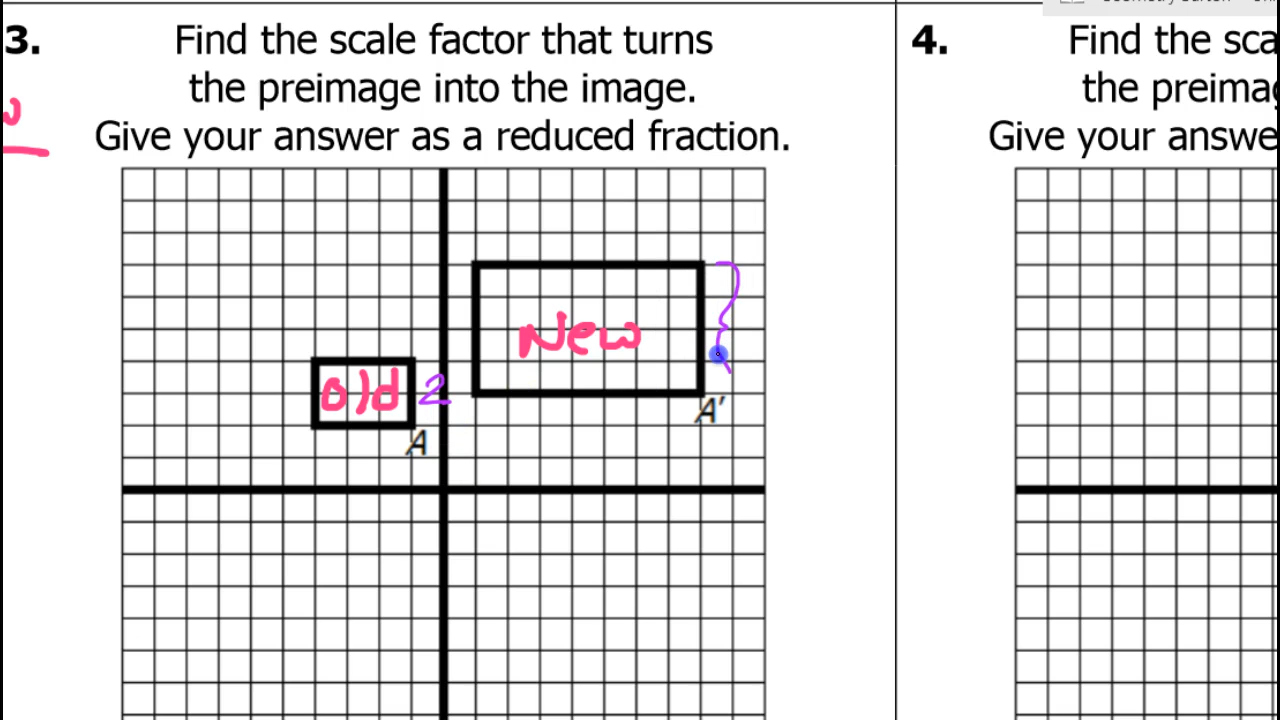 3.
Find the scale factor that turns
the preimage into the image.
Give your answer as a reduced fraction.
New
old
2
A
A'
4.
Find the sca
the preima
Give your answe